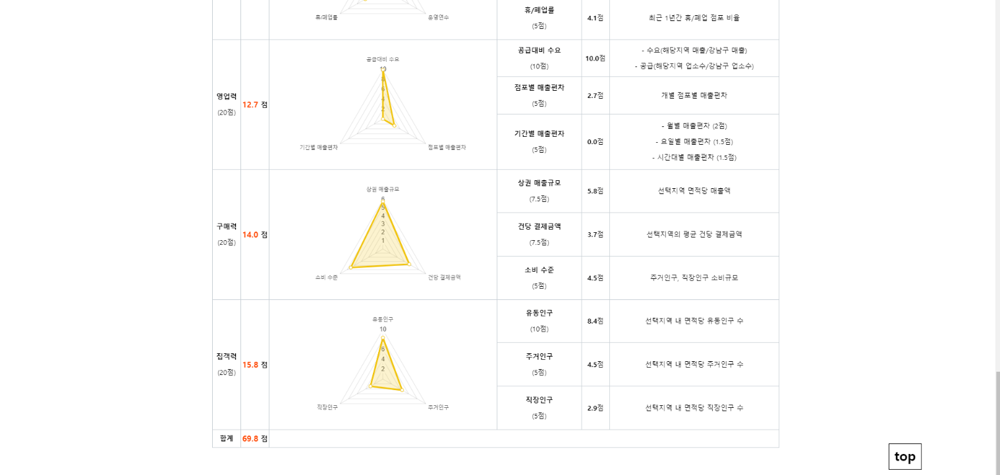 휴/폐업률
운영연수
휴/폐업률
(5점)
4.1점
최근 1년간 휴/폐업 점포 비율
영업력
(20점)
12.7 점
공급대비 수요
10
8
6
4
2
기간별 매출편차
점포별 매출편차
공급대비 수요
(10점)
10.0점
- 수요(해당지역 매출/강남구 매출)
- 공급(해당지역 업소수/강남구 업소수)
점포별 매출편차
(5점)
2.7점
개별 점포별 매출편차
기간별 매출편차
(5점)
0.0점
- 월별 매출편차 (2점)
- 요일별 매출편차 (1.5점)
- 시간대별 매출편차 (1.5점)
구매력
(20점)
14.0 점
상권 매출규모
6
5
4
3
2
1
소비 수준
건당 결제금액
상권 매출규모
(7.5점)
5.8점
선택지역 면적당 매출액
건당 결제금액
(7.5점)
3.7점
선택지역의 평균 건당 결제금액
소비 수준
(5점)
4.5점
주거인구, 직장인구 소비규모
집객력
(20점)
15.8 점
유동인구
10
6
4
2
직장인구
주거인구
유동인구
(10점)
8.4점
선택지역 내 면적당 유동인구 수
주거인구
(5점)
4.5점
선택지역 내 면적당 주거인구 수
직장인구
(5점)
2.9점
선택지역 내 면적당 직장인구 수
합계
69.8 점
top